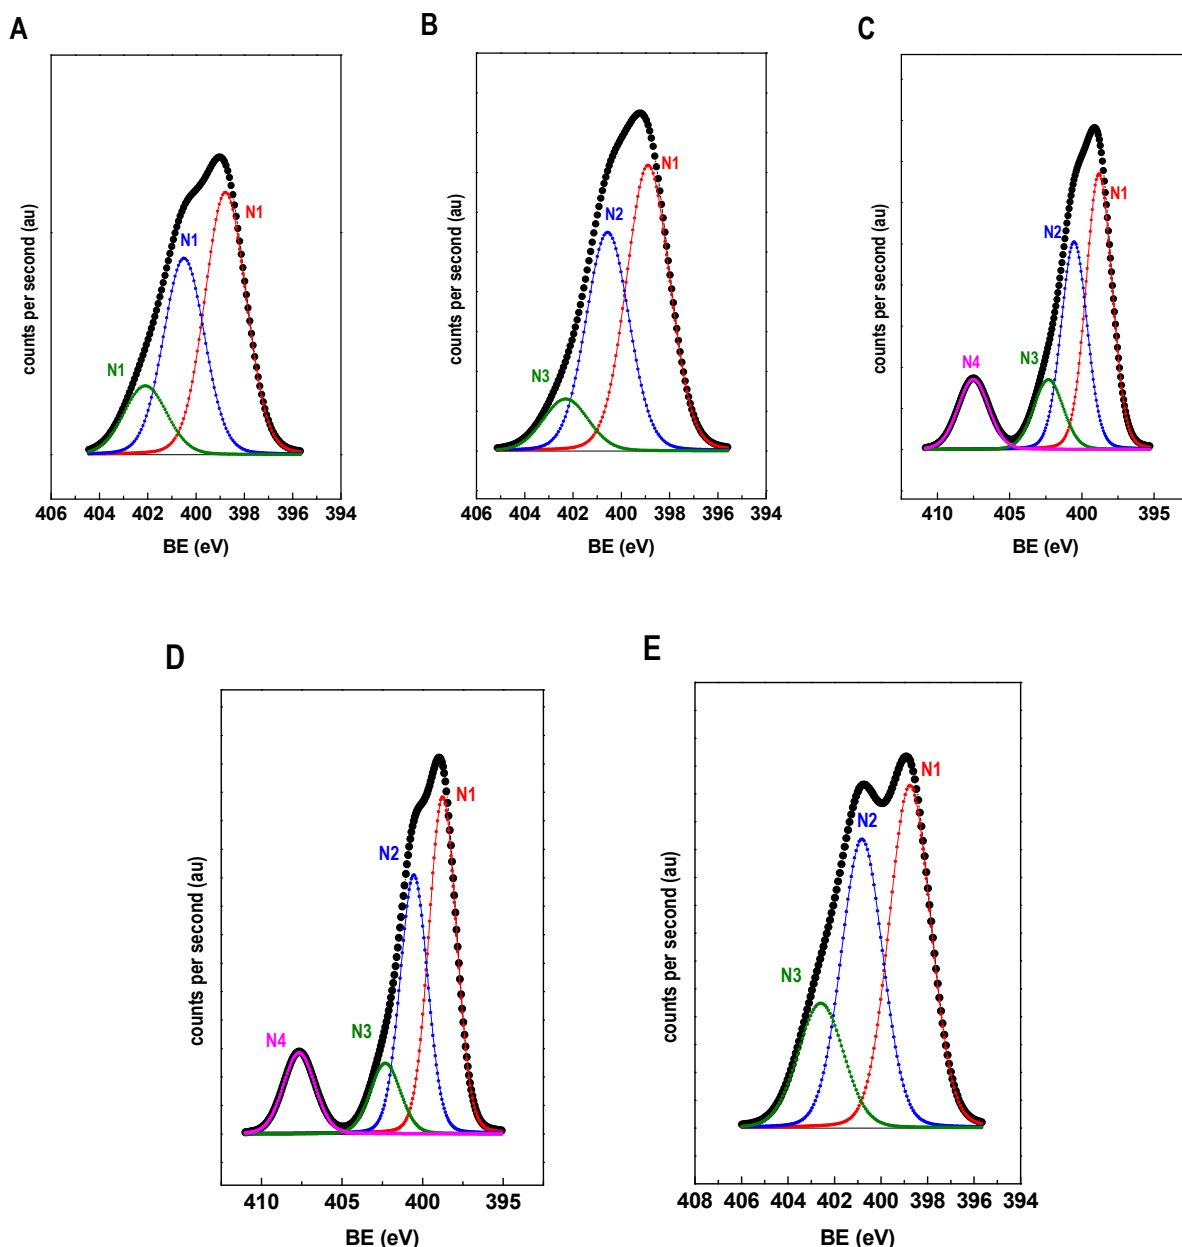 A
N1
N1
N1
counts per second (au)
406 404 402 400 398 396 394
BE (eV)
B
N1
N2
N3
counts per second (au)
406 404 402 400 398 396 394
BE (eV)
C
N1
N2
N3
N4
counts per second (au)
410 405 400 395
BE (eV)
D
N1
N2
N3
N4
counts per second (au)
410 405 400 395
BE (eV)
E
N1
N2
N3
counts per second (au)
408 406 404 402 400 398 396 394
BE (eV)